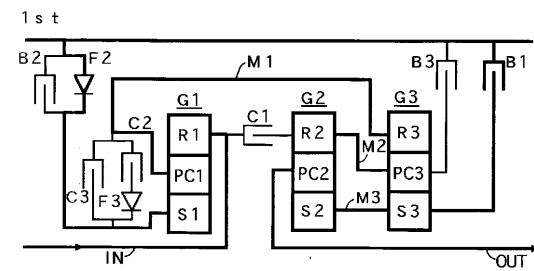 1st
B2 F2 M1 B3 B1
G1 C1 G2 G3
C2 R1 R2 M2 R3
PC1 PC2 PC3
C3 F3 S1 S2 M3 S3
IN OUT